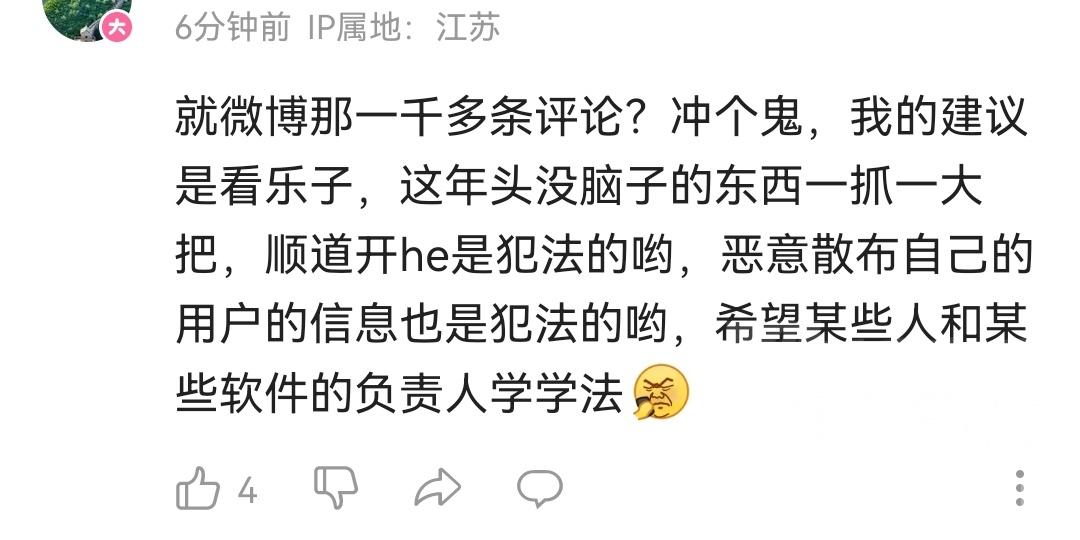 大
6分钟前 IP属地：江苏
就微博那一千多条评论？冲个鬼，我的建议
是看乐子，这年头没脑子的东西一抓一大
把，顺道开he是犯法的哟，恶意散布自己的
用户的信息也是犯法的哟，希望某些人和某
些软件的负责人学学法
4